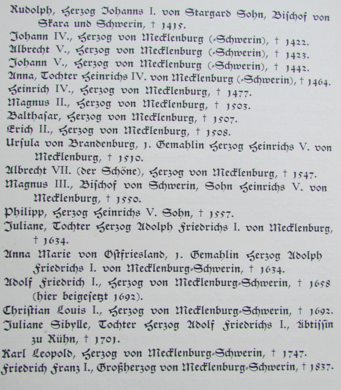 Rudolph, Herzog Johanns I. von Stargard Sohn, Bischof von
Skara und Schwerin, † 1415.
Johann IV., Herzog von Mecklenburg (-Schwerin), † 1422.
Albrecht V., Herzog von Mecklenburg (-Schwerin), † 1423.
Johann V., Herzog von Mecklenburg (-Schwerin), † 1442.
Anna, Tochter Heinrichs IV. von Mecklenburg (-Schwerin), † 1464.
Heinrich IV., Herzog von Mecklenburg, † 1477.
Magnus II., Herzog von Mecklenburg, † 1503.
Balthasar, Herzog von Mecklenburg, † 1507.
Erich II., Herzog von Mecklenburg, † 1508.
Ursula von Brandenburg, 1. Gemahlin Herzog Heinrichs V. von
Mecklenburg, † 1510.
Albrecht VII. (der Schöne), Herzog von Mecklenburg, † 1547.
Magnus III., Bischof von Schwerin, Sohn Heinrichs V. von
Mecklenburg, † 1550.
Philipp, Herzog Heinrichs V. Sohn, † 1557.
Juliane, Tochter Herzog Adolph Friedrichs I. von Mecklenburg,
† 1634.
Anna Marie von Ostfriesland, 1. Gemahlin Herzog Adolph
Friedrichs I. von Mecklenburg-Schwerin, † 1634.
Adolf Friedrich I., Herzog von Mecklenburg-Schwerin, † 1658
(hier beigesetzt 1692).
Christian Louis I., Herzog von Mecklenburg-Schwerin, † 1692.
Juliane Sibylle, Tochter Herzog Adolf Friedrichs I., Äbtissin
zu Rühn, † 1701.
Karl Leopold, Herzog von Mecklenburg-Schwerin, † 1747.
Friedrich Franz I., Großherzog von Mecklenburg-Schwerin, † 1837.